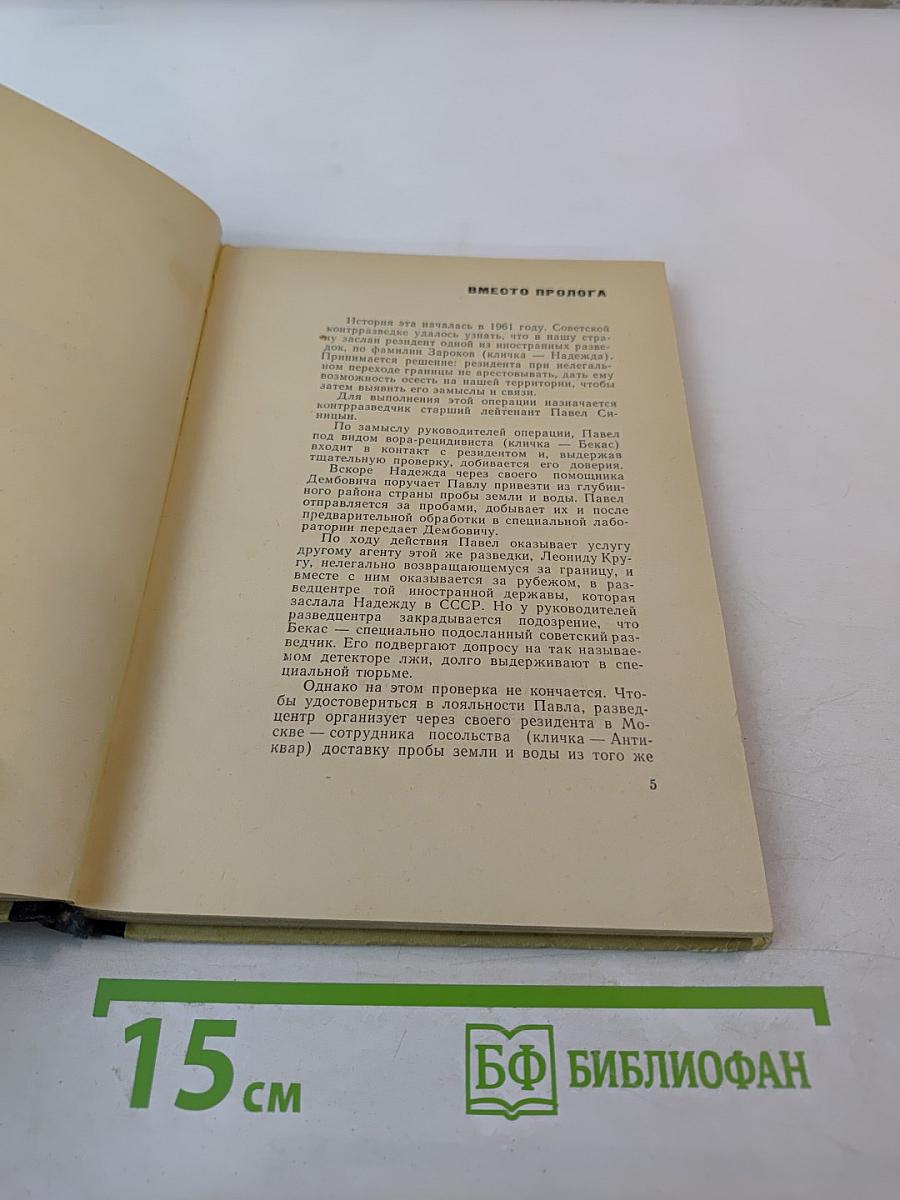 ВМЕСТО ПРОЛОГА
История эта началась в 1961 году. Советской
контрразведке удалось узнать, что в нашу стра-
ну заслан резидент одной из иностранных разве-
док, по фамилии Зароков (кличка — Надежда).
Принимается решение: резидента при нелегаль-
ном переходе границы не арестовывать, дать ему
возможность осесть на нашей территории, чтобы
затем выявить его замыслы и связи.
Для выполнения этой операции назначается
контрразведчик старший лейтенант Павел Си-
ницын.
По замыслу руководителей операции, Павел
под видом вора-рецидивиста (кличка — Бекас)
входит в контакт с резидентом и, выдержав
тщательную проверку, добивается его доверия.
Вскоре Надежда через своего помощника
Дембовича поручает Павлу привезти из глубин-
ного района страны пробы земли и воды. Павел
отправляется за пробами, добывает их и после
предварительной обработки в специальной лабо-
ратории передает Дембовичу.
По ходу действия Павел оказывает услугу
другому агенту этой же разведки, Леониду Кру-
гу, нелегально возвращающемуся за границу, и
вместе с ним оказывается за рубежом, в раз-
ведцентре той иностранной державы, которая
заслала Надежду в СССР. Но у руководителей
разведцентра закрадывается подозрение, что
Бекас — специально подосланный советский раз-
ведчик. Его подвергают допросу на так называе-
мом детекторе лжи, долго выдерживают в спе-
циальной тюрьме.
Однако на этом проверка не кончается. Что-
бы удостовериться в лояльности Павла, развед-
центр организует через своего резидента в Мо-
скве — сотрудника посольства (кличка — Анти-
квар) доставку пробы земли и воды из того же
5
15 см
БФ БИБЛИОФАН